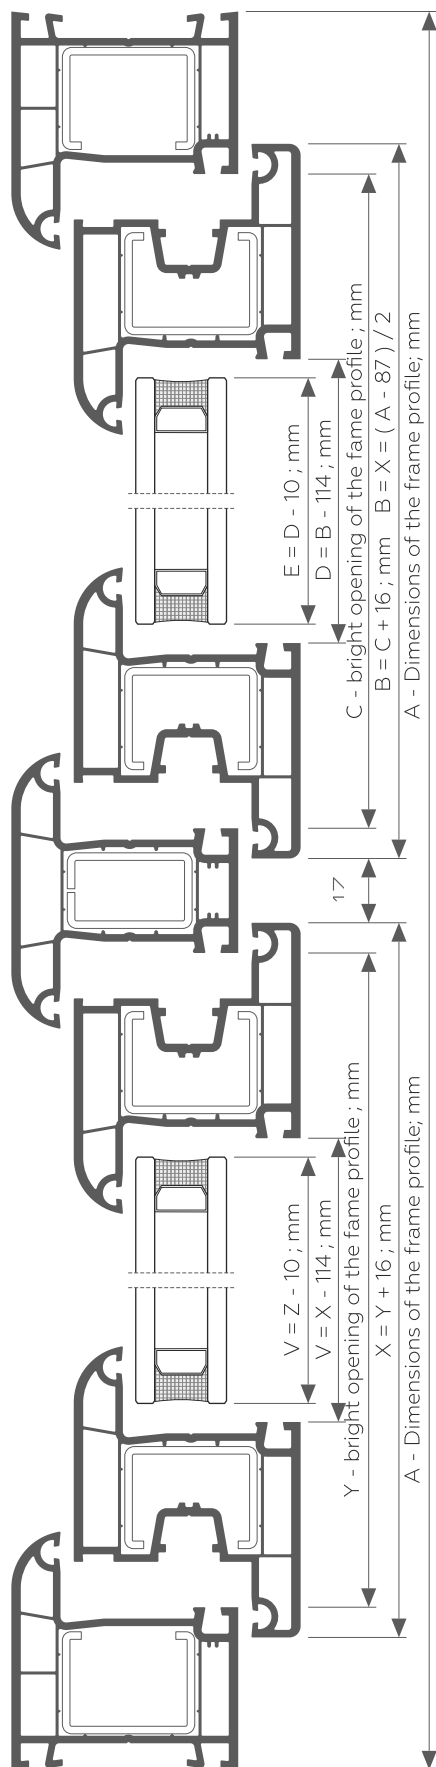 E = D - 10 ; mm
D = B - 114 ; mm
C - bright opening of the fame profile ; mm
B = C + 16 ; mm B = X = ( A - 87 ) / 2
A - Dimensions of the frame profile; mm
17
V = Z - 10 ; mm
V = X - 114 ; mm
Y - bright opening of the fame profile ; mm
X = Y + 16 ; mm
A - Dimensions of the frame profile; mm